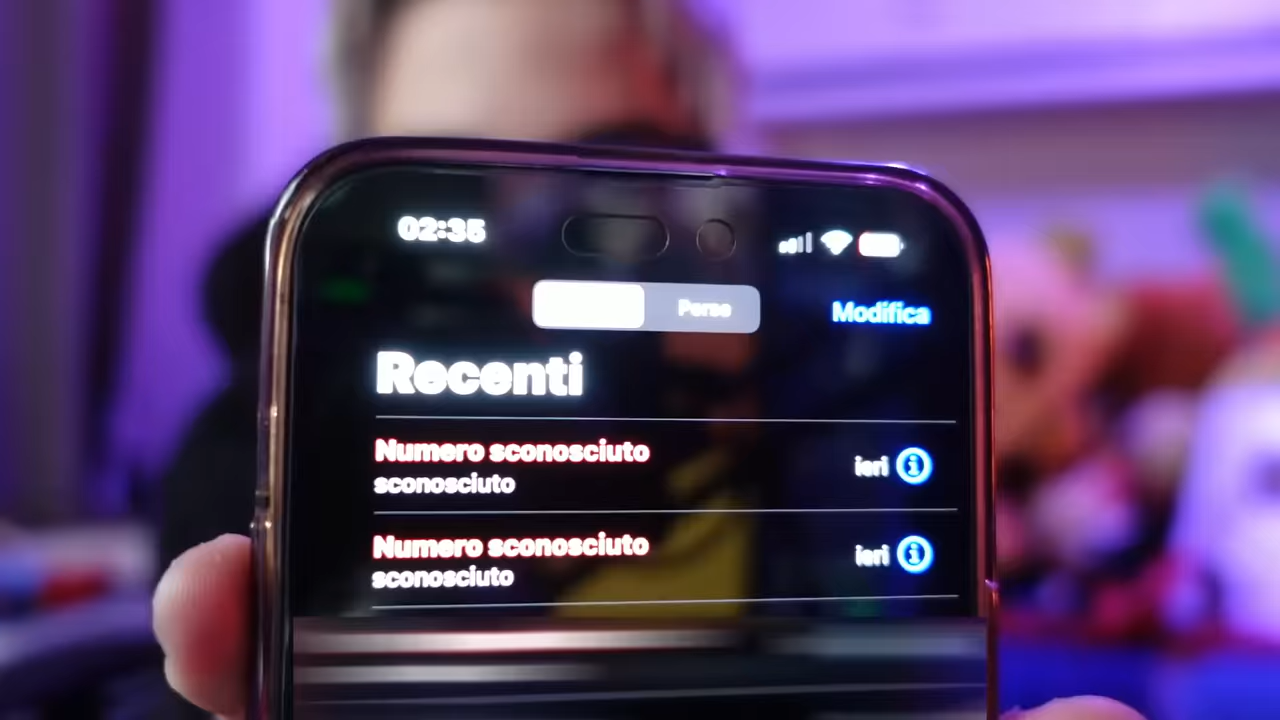 02:35
Perse
Modifica
Recenti
Numero sconosciuto
sconosciuto
ieri
Numero sconosciuto
sconosciuto
ieri